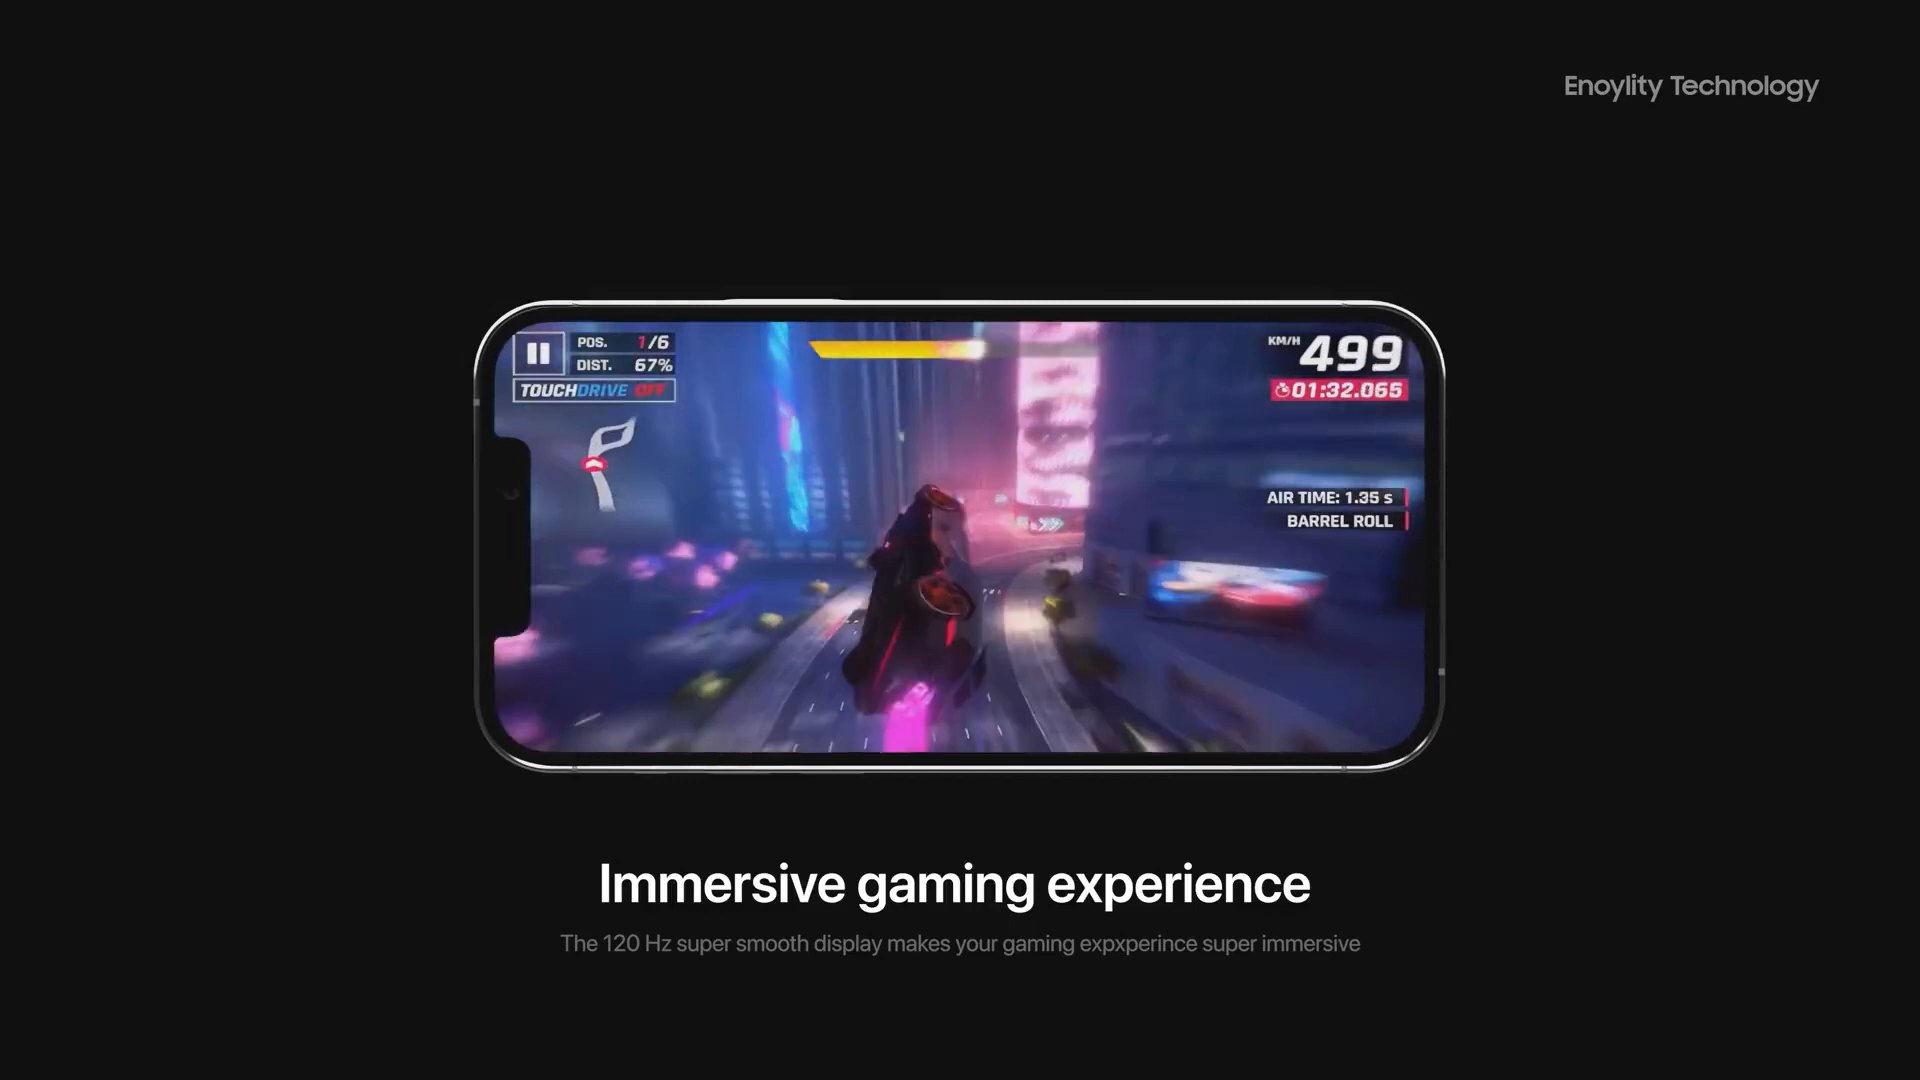 Enoylity Technology
POS. 1/6
DIST. 67%
TOUCHDRIVE OFF
KM/H 499
01:32.065
AIR TIME: 1.35 s
BARREL ROLL
Immersive gaming experience
The 120 Hz super smooth display makes your gaming expxperince super immersive